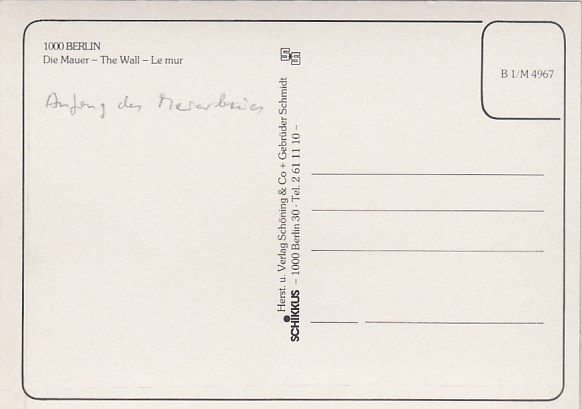 1000 BERLIN
Die Mauer – The Wall – Le mur
Anfang des Mauerbaus
B 1/M 4967
Herst. u. Verlag Schöning & Co + Gebrüder Schmidt
SCHIKKUS – 1000 Berlin 30 · Tel. 2 61 11 10 –